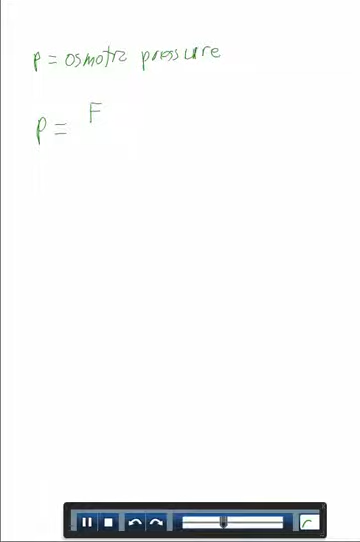 P = osmotic pressure
P = F